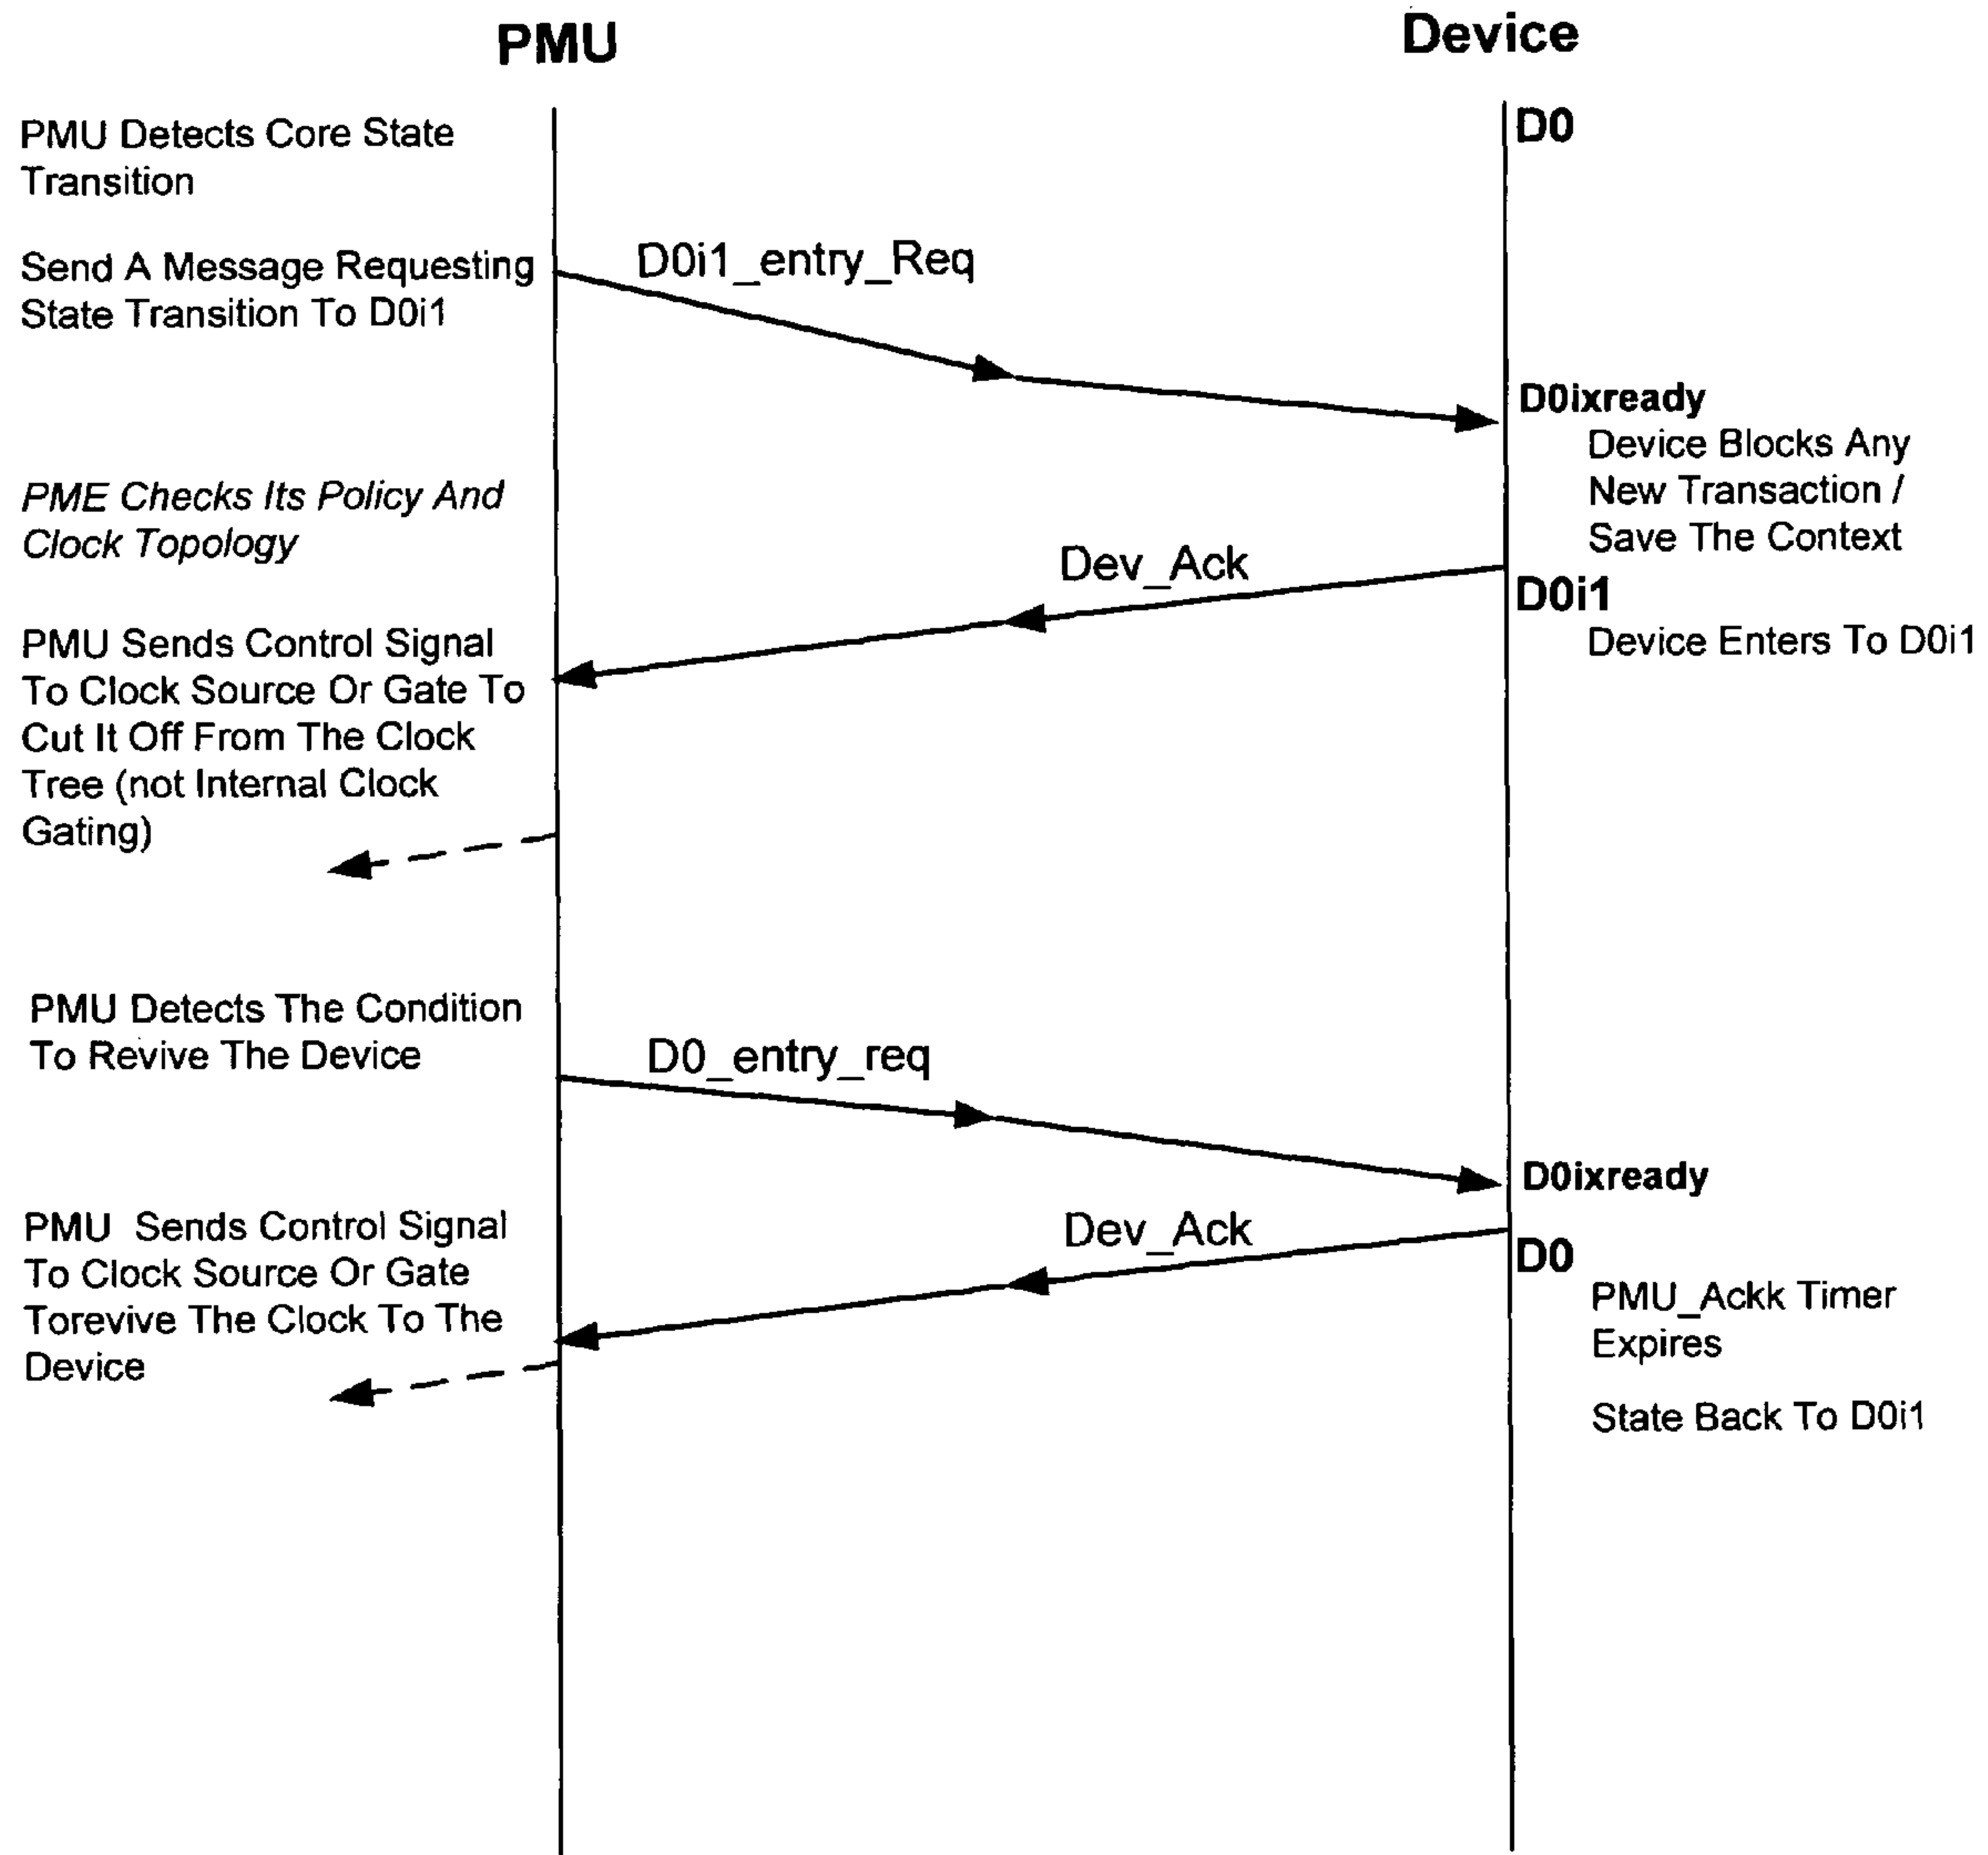 PMU
Device
PMU Detects Core State
Transition
D0
Send A Message Requesting
State Transition To D0i1
D0i1_entry_Req
D0ixready
Device Blocks Any
New Transaction /
Save The Context
PME Checks Its Policy And
Clock Topology
Dev_Ack
D0i1
Device Enters To D0i1
PMU Sends Control Signal
To Clock Source Or Gate To
Cut It Off From The Clock
Tree (not Internal Clock
Gating)
PMU Detects The Condition
To Revive The Device
D0_entry_req
D0ixready
Dev_Ack
D0
PMU Sends Control Signal
To Clock Source Or Gate
Torevive The Clock To The
Device
PMU_Ackk Timer
Expires
State Back To D0i1